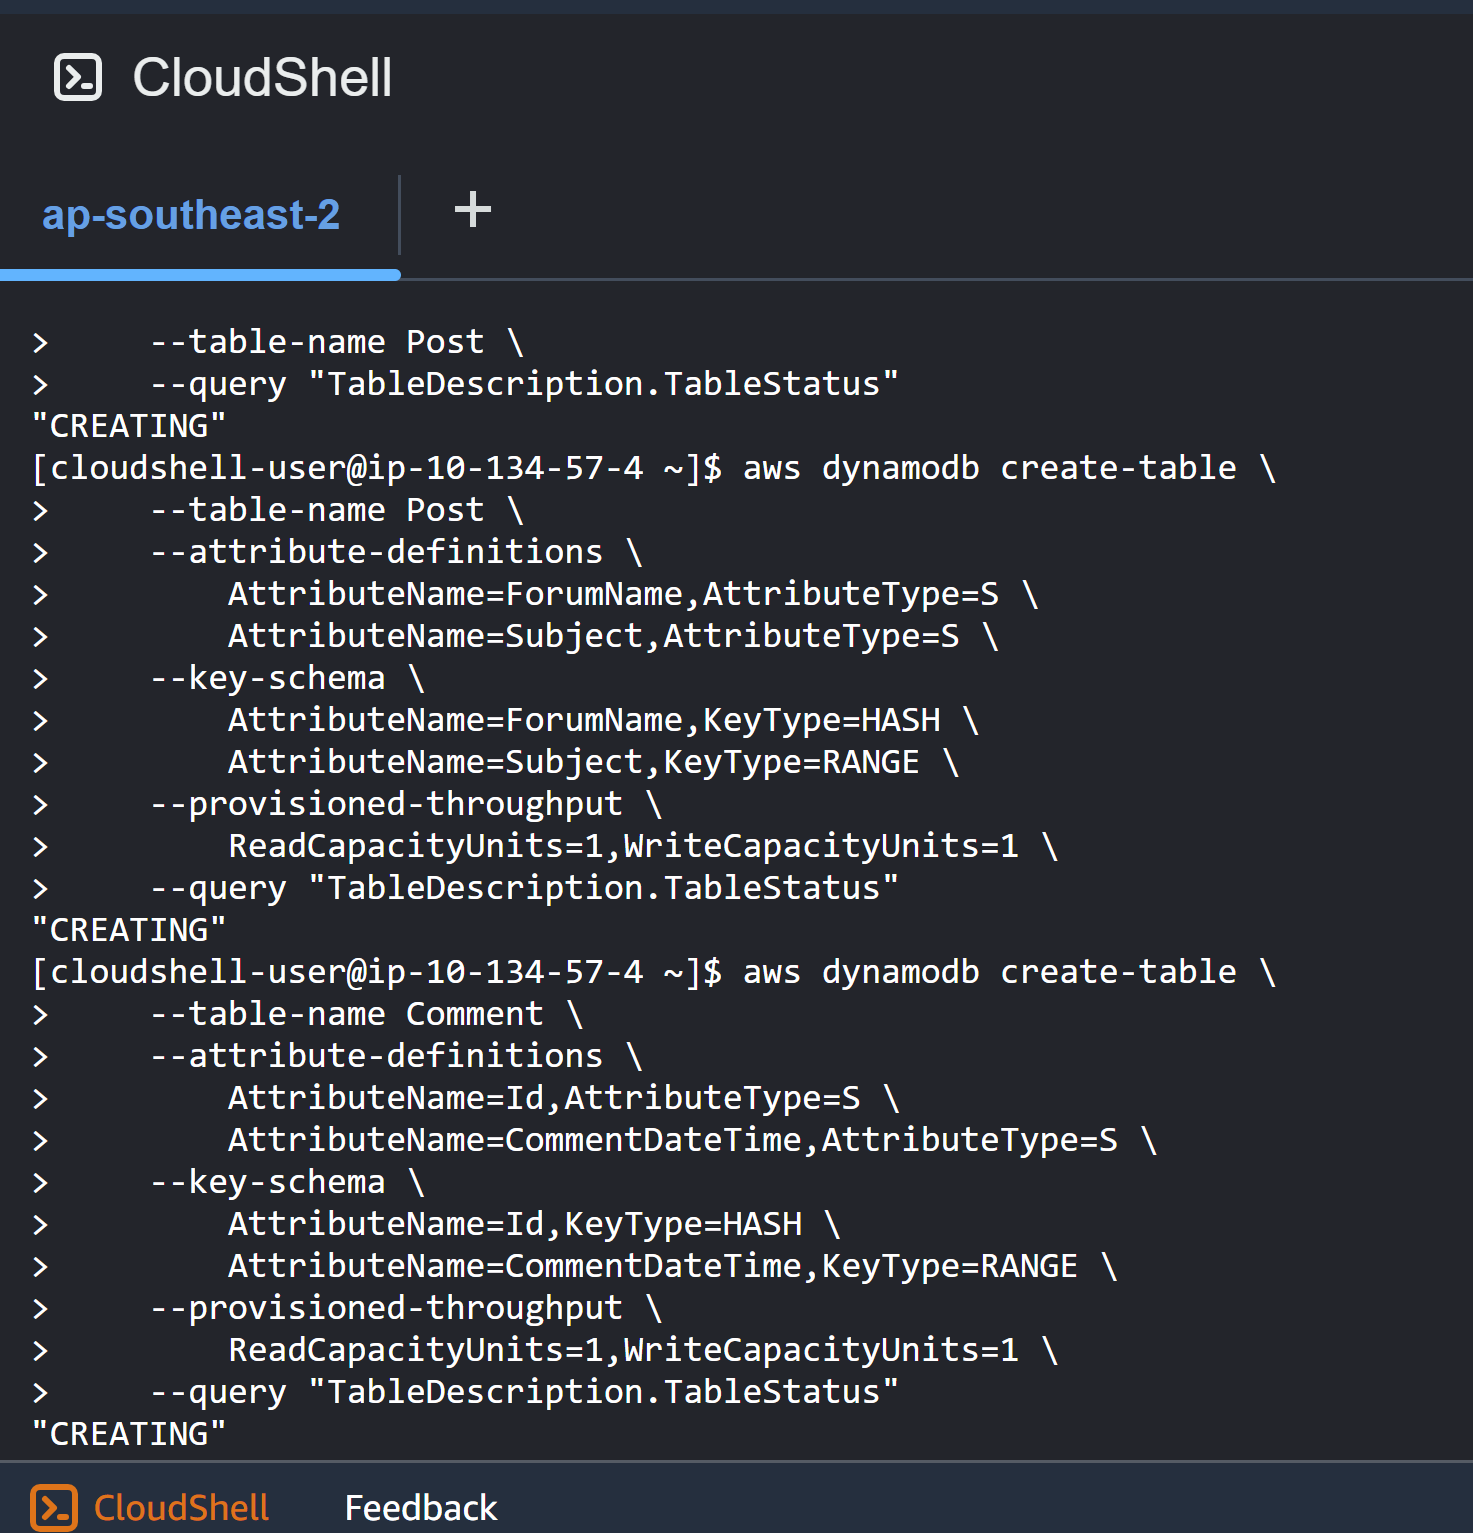 CloudShell
ap-southeast-2 +
>     --table-name Post \
>     --query "TableDescription.TableStatus"
"CREATING"
[cloudshell-user@ip-10-134-57-4 ~]$ aws dynamodb create-table \
>     --table-name Post \
>     --attribute-definitions \
>         AttributeName=ForumName,AttributeType=S \
>         AttributeName=Subject,AttributeType=S \
>     --key-schema \
>         AttributeName=ForumName,KeyType=HASH \
>         AttributeName=Subject,KeyType=RANGE \
>     --provisioned-throughput \
>         ReadCapacityUnits=1,WriteCapacityUnits=1 \
>     --query "TableDescription.TableStatus"
"CREATING"
[cloudshell-user@ip-10-134-57-4 ~]$ aws dynamodb create-table \
>     --table-name Comment \
>     --attribute-definitions \
>         AttributeName=Id,AttributeType=S \
>         AttributeName=CommentDateTime,AttributeType=S \
>     --key-schema \
>         AttributeName=Id,KeyType=HASH \
>         AttributeName=CommentDateTime,KeyType=RANGE \
>     --provisioned-throughput \
>         ReadCapacityUnits=1,WriteCapacityUnits=1 \
>     --query "TableDescription.TableStatus"
"CREATING"
CloudShell Feedback